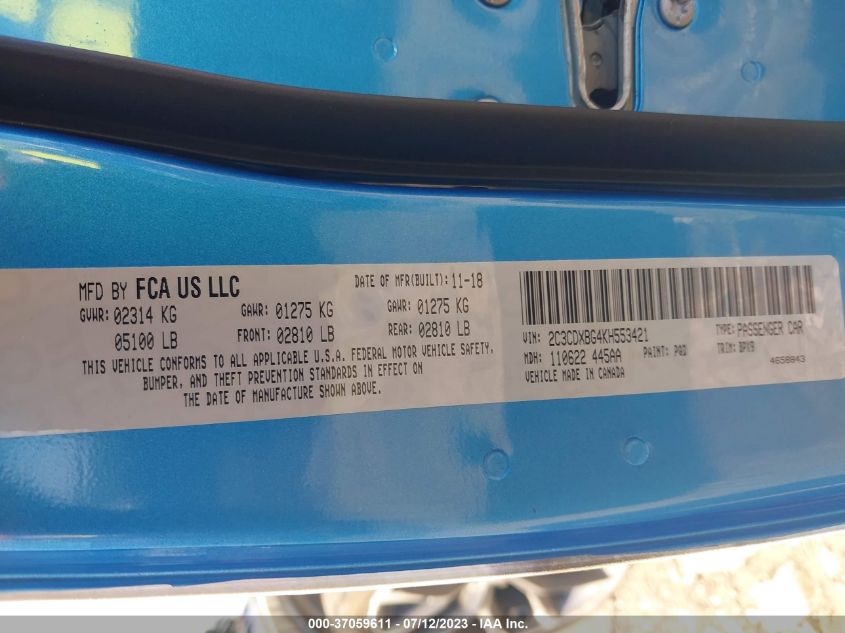 MFD BY FCA US LLC
DATE OF MFR(BUILT): 11-18
GVWR: 02314 KG
GAWR: 01275 KG
GAWR: 01275 KG
05100 LB
FRONT: 02810 LB
REAR: 02810 LB
THIS VEHICLE CONFORMS TO ALL APPLICABLE U.S.A. FEDERAL MOTOR VEHICLE SAFETY,
BUMPER, AND THEFT PREVENTION STANDARDS IN EFFECT ON
THE DATE OF MANUFACTURE SHOWN ABOVE.
VIN: 2C3CDXBG4KH553421
TYPE: PASSENGER CAR
MDH: 110622 445AA
PAINT: PQD
TRIM: BPX9
VEHICLE MADE IN CANADA
4658843
000-37059611 - 07/12/2023 - IAA Inc.